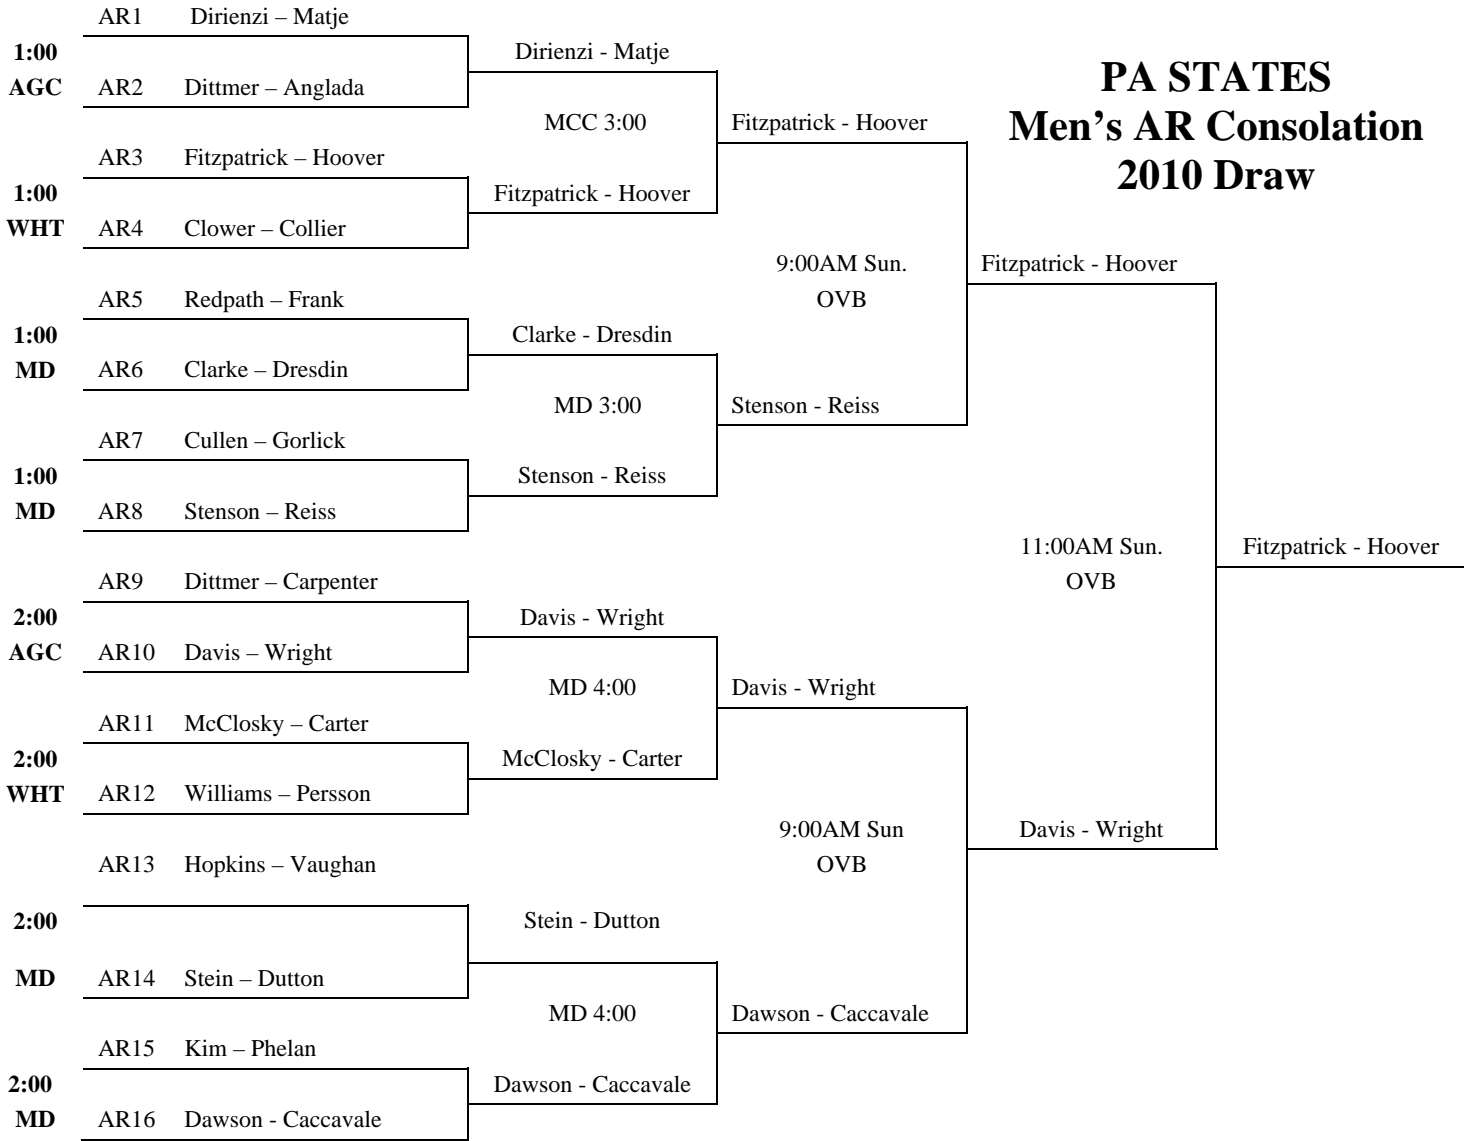 AR1 Dirienzi – Matje
1:00 Dirienzi - Matje
AGC AR2 Dittmer – Anglada
PA STATES
Men's AR Consolation
2010 Draw
MCC 3:00 Fitzpatrick - Hoover
AR3 Fitzpatrick – Hoover
1:00 Fitzpatrick - Hoover
WHT AR4 Clower – Collier
9:00AM Sun. Fitzpatrick - Hoover
AR5 Redpath – Frank OVB
1:00 Clarke - Dresdin
MD AR6 Clarke – Dresdin
MD 3:00 Stenson - Reiss
AR7 Cullen – Gorlick
1:00 Stenson - Reiss
MD AR8 Stenson – Reiss
11:00AM Sun. Fitzpatrick - Hoover
AR9 Dittmer – Carpenter OVB
2:00 Davis - Wright
AGC AR10 Davis – Wright
MD 4:00 Davis - Wright
AR11 McClosky – Carter
2:00 McClosky - Carter
WHT AR12 Williams – Persson
9:00AM Sun Davis - Wright
AR13 Hopkins – Vaughan OVB
2:00 Stein - Dutton
MD AR14 Stein – Dutton
MD 4:00 Dawson - Caccavale
AR15 Kim – Phelan
2:00 Dawson - Caccavale
MD AR16 Dawson - Caccavale